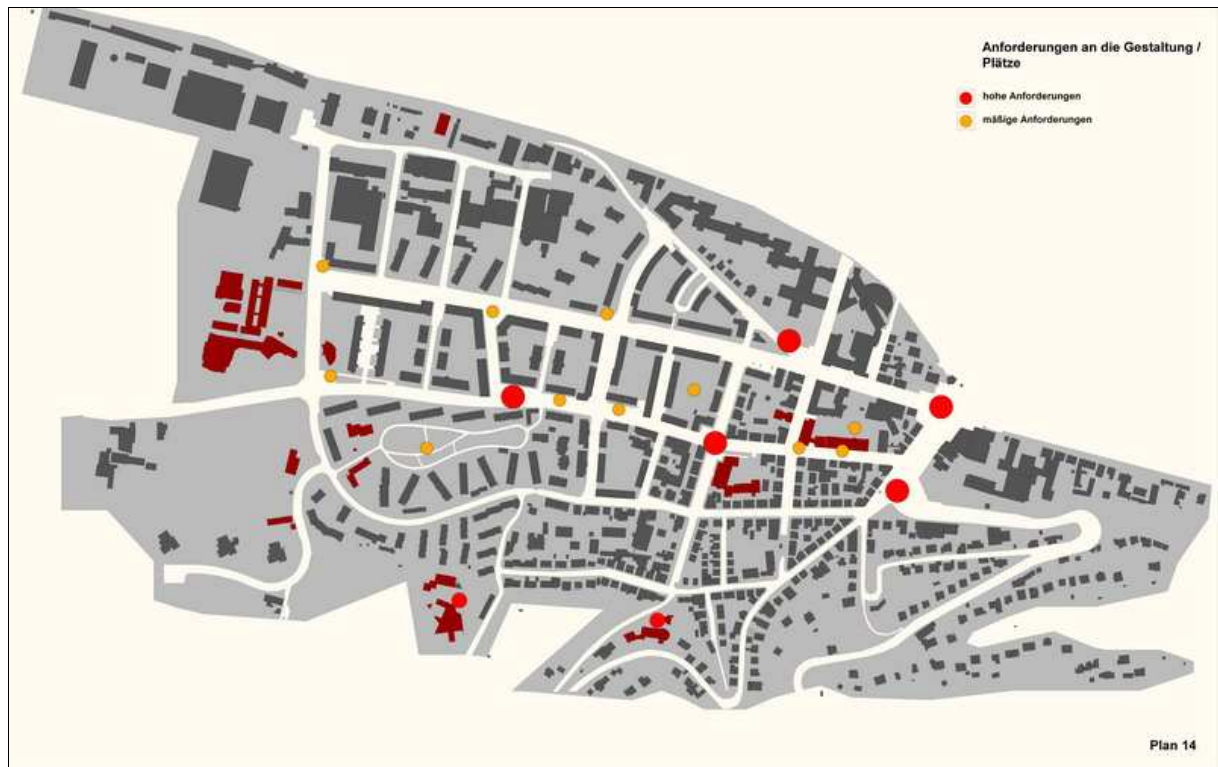 Anforderungen an die Gestaltung /
Plätze
hohe Anforderungen
mäßige Anforderungen
Plan 14